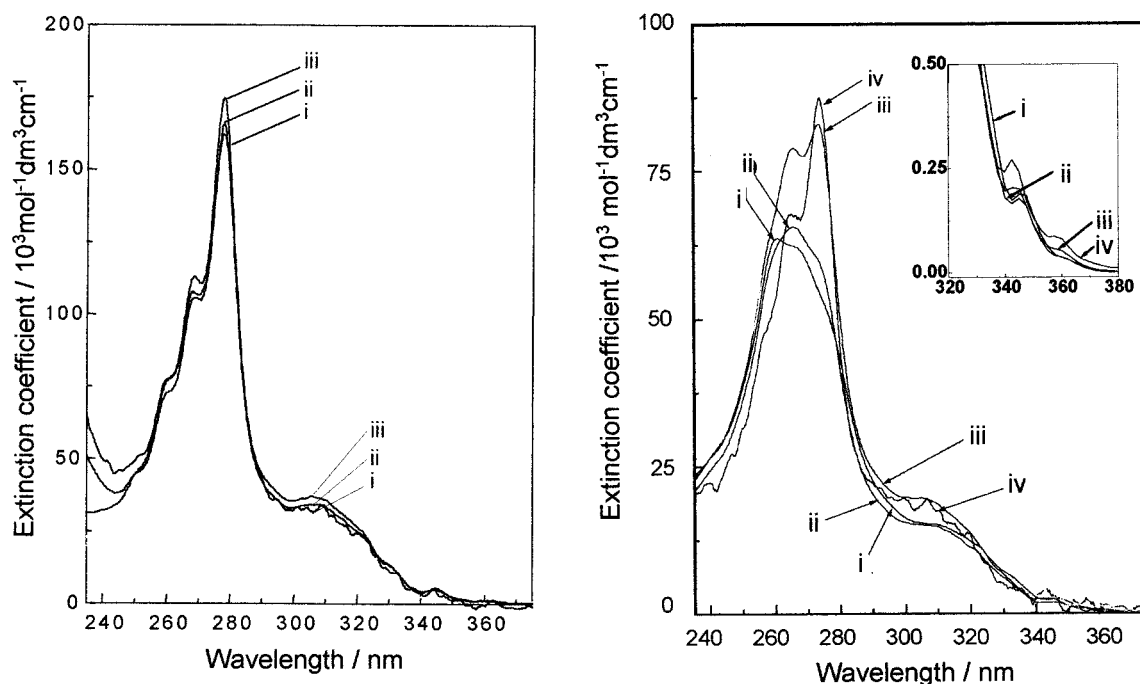 200
150
100
50
0
Extinction coefficient / 10³mol⁻¹dm³cm⁻¹
iii
ii
i
iii
ii
i
240 260 280 300 320 340 360
Wavelength / nm
100
75
50
25
0
Extinction coefficient /10³ mol⁻¹dm³cm⁻¹
iv
iii
ii
i
iii
iv
ii
i
240 260 280 300 320 340 360
Wavelength / nm
0.50
0.25
0.00
i
ii
iii
iv
320 340 360 380